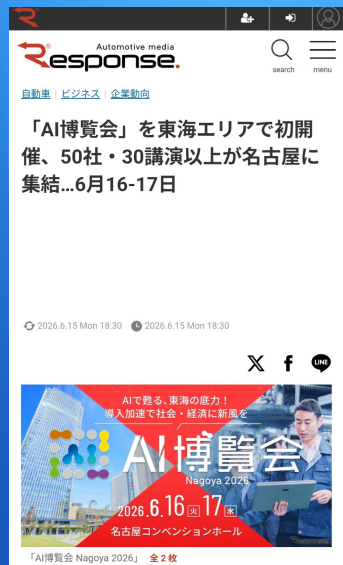 Automotive media
Response.
search
menu
自動車 | ビジネス | 企業動向
「AI博覧会」を東海エリアで初開
催、50社・30講演以上が名古屋に
集結…6月16-17日
2026.6.15 Mon 18:30 2026.6.15 Mon 18:30
LINE
AIで甦る、東海の底力！
導入加速で社会・経済に新風を
AI博覧会
Nagoya 2026
2026.6.16火 17水
名古屋コンベンションホール
「AI博覧会 Nagoya 2026」 全2枚